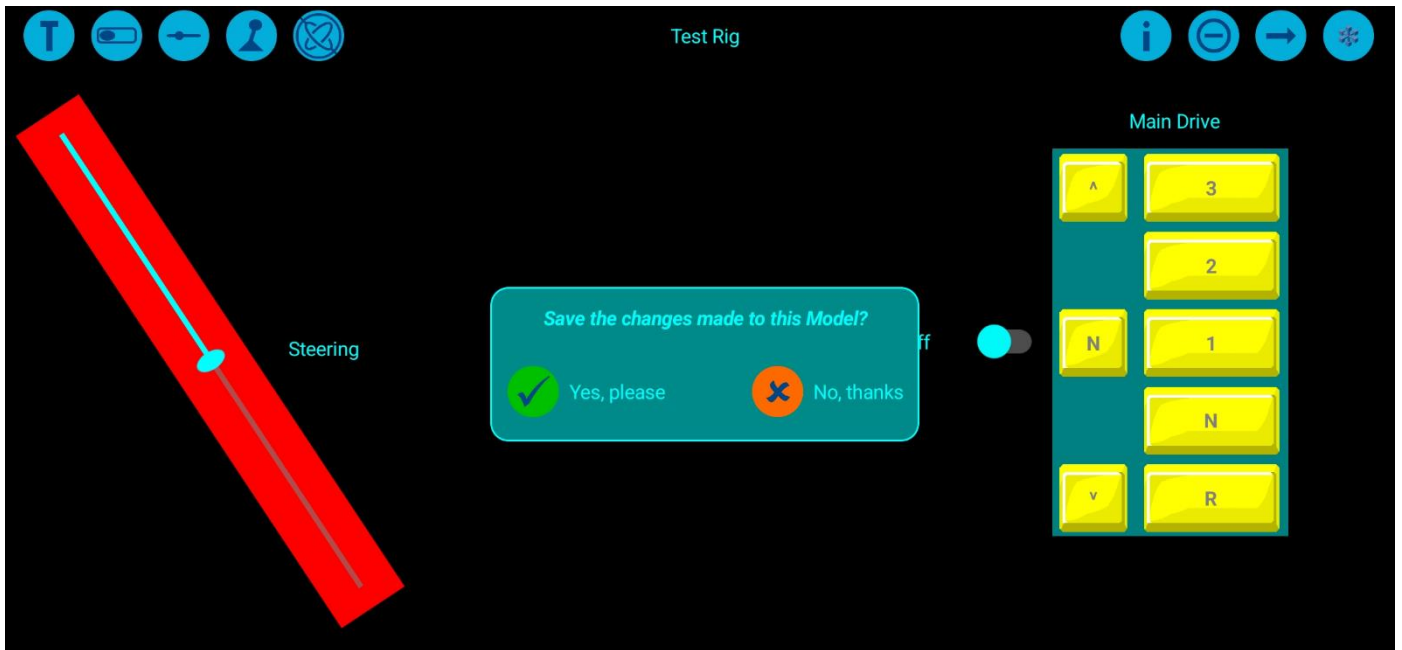 T
i
Test Rig
Main Drive
^
3
2
Save the changes made to this Model?
Steering
ff
N
1
Yes, please
No, thanks
N
v
R